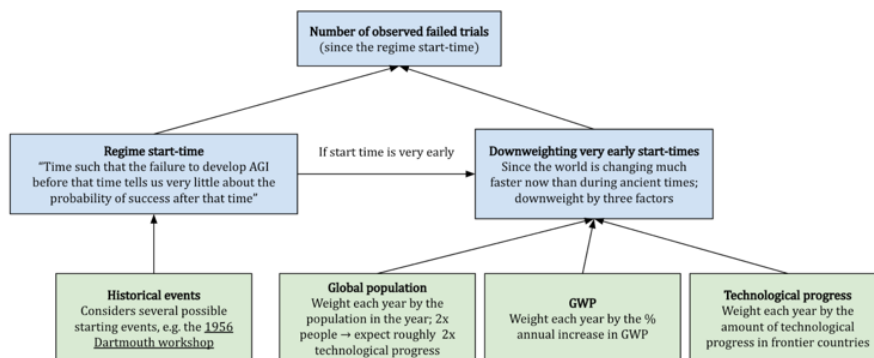 Number of observed failed trials
(since the regime start-time)
Regime start-time
“Time such that the failure to develop AGI
before that time tells us very little about the
probability of success after that time”
If start time is very early
Downweighting very early start-times
Since the world is changing much
faster now than during ancient times;
downweight by three factors
Historical events
Considers several possible
starting events, e.g. the 1956
Dartmouth workshop
Global population
Weight each year by the
population in the year; 2x
people → expect roughly 2x
technological progress
GWP
Weight each year by the %
annual increase in GWP
Technological progress
Weight each year by the
amount of technological
progress in frontier countries